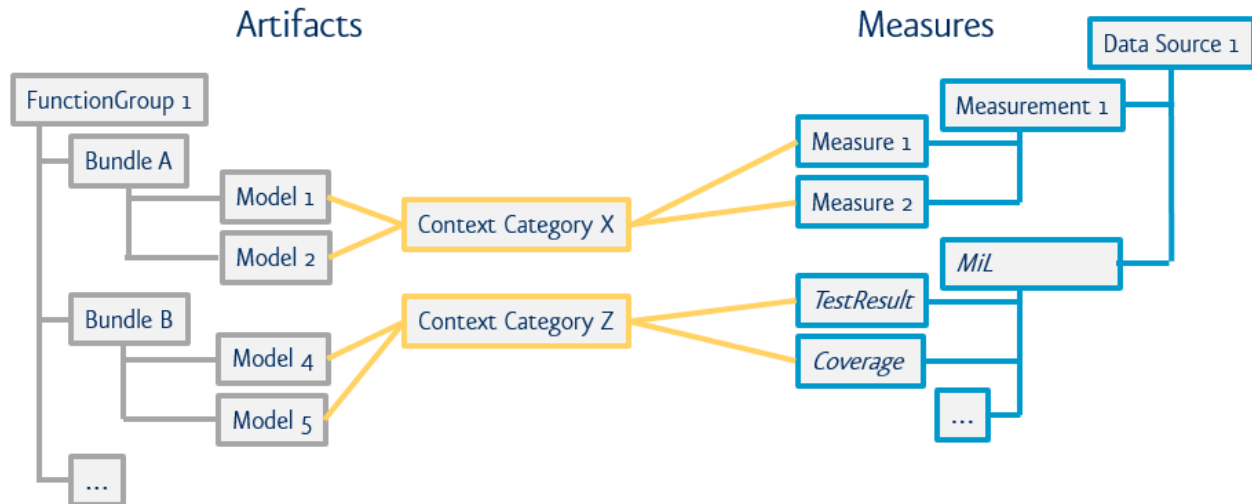 Artifacts
Measures
Data Source 1
FunctionGroup 1
Measurement 1
Bundle A
Measure 1
Model 1
Measure 2
Context Category X
Model 2
MiL
TestResult
Bundle B
Context Category Z
Model 4
Coverage
Model 5
...
...